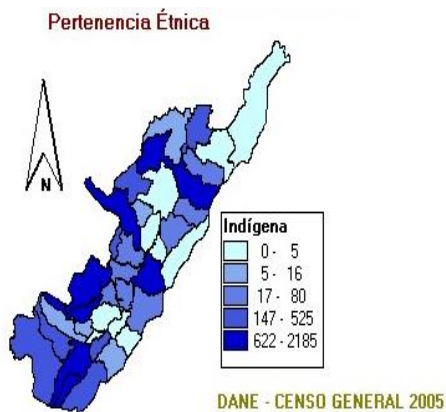 Pertenencia Étnica
N
Indígena
0 - 5
5 - 16
17 - 80
147 - 525
622 - 2185
DANE - CENSO GENERAL 2005